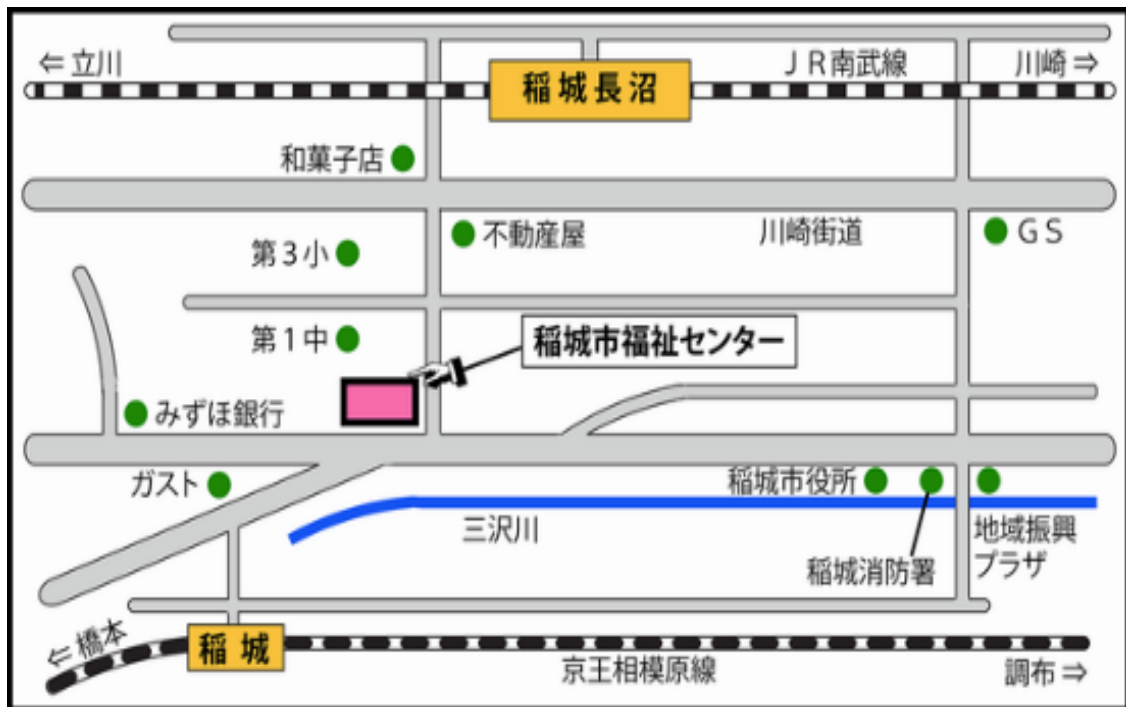 ⇐ 立川
稲城長沼
ＪＲ南武線
川崎 ⇒
和菓子店
不動産屋
川崎街道
ＧＳ
第３小
第１中
稲城市福祉センター
みずほ銀行
ガスト
稲城市役所
三沢川
稲城消防署
地域振興
プラザ
⇐ 橋本
稲城
京王相模原線
調布 ⇒